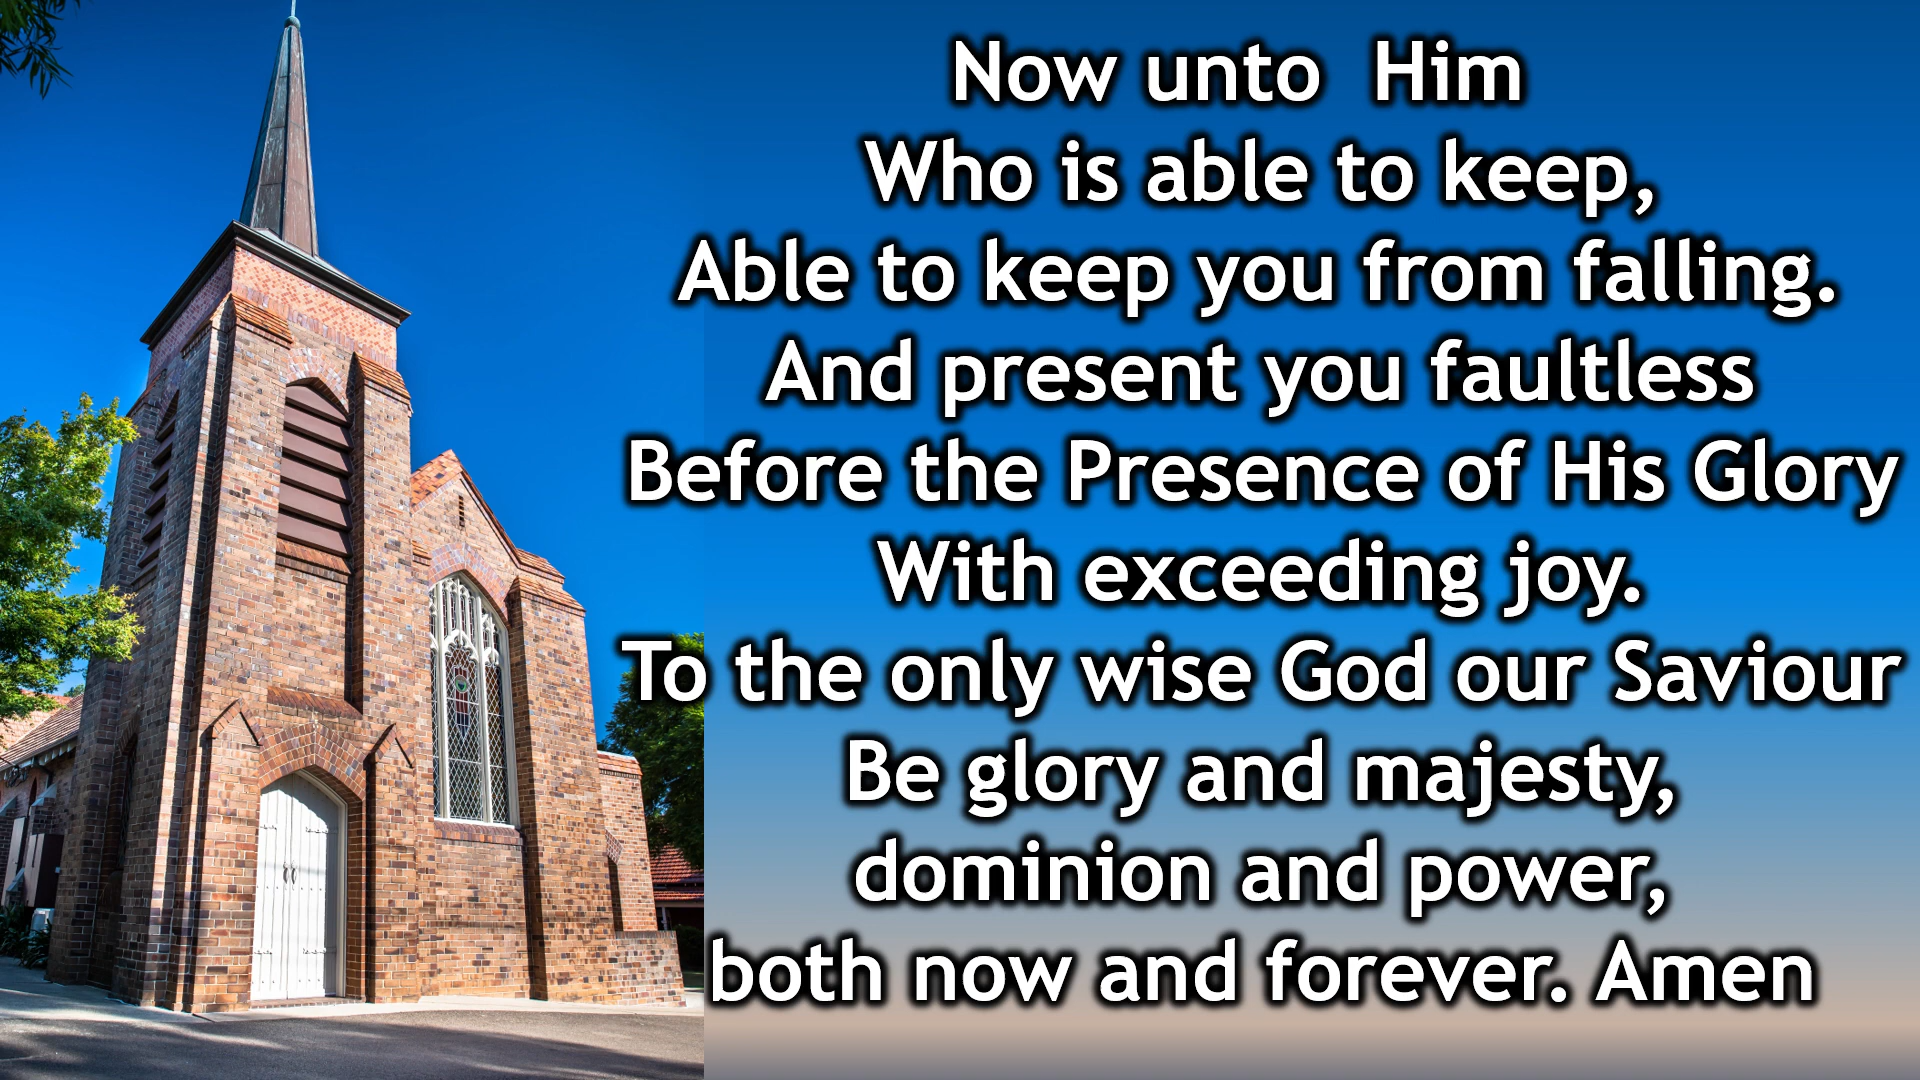 Now unto  Him
Who is able to keep,
Able to keep you from falling.
And present you faultless
Before the Presence of His Glory
With exceeding joy.
To the only wise God our Saviour
Be glory and majesty,
dominion and power,
both now and forever. Amen